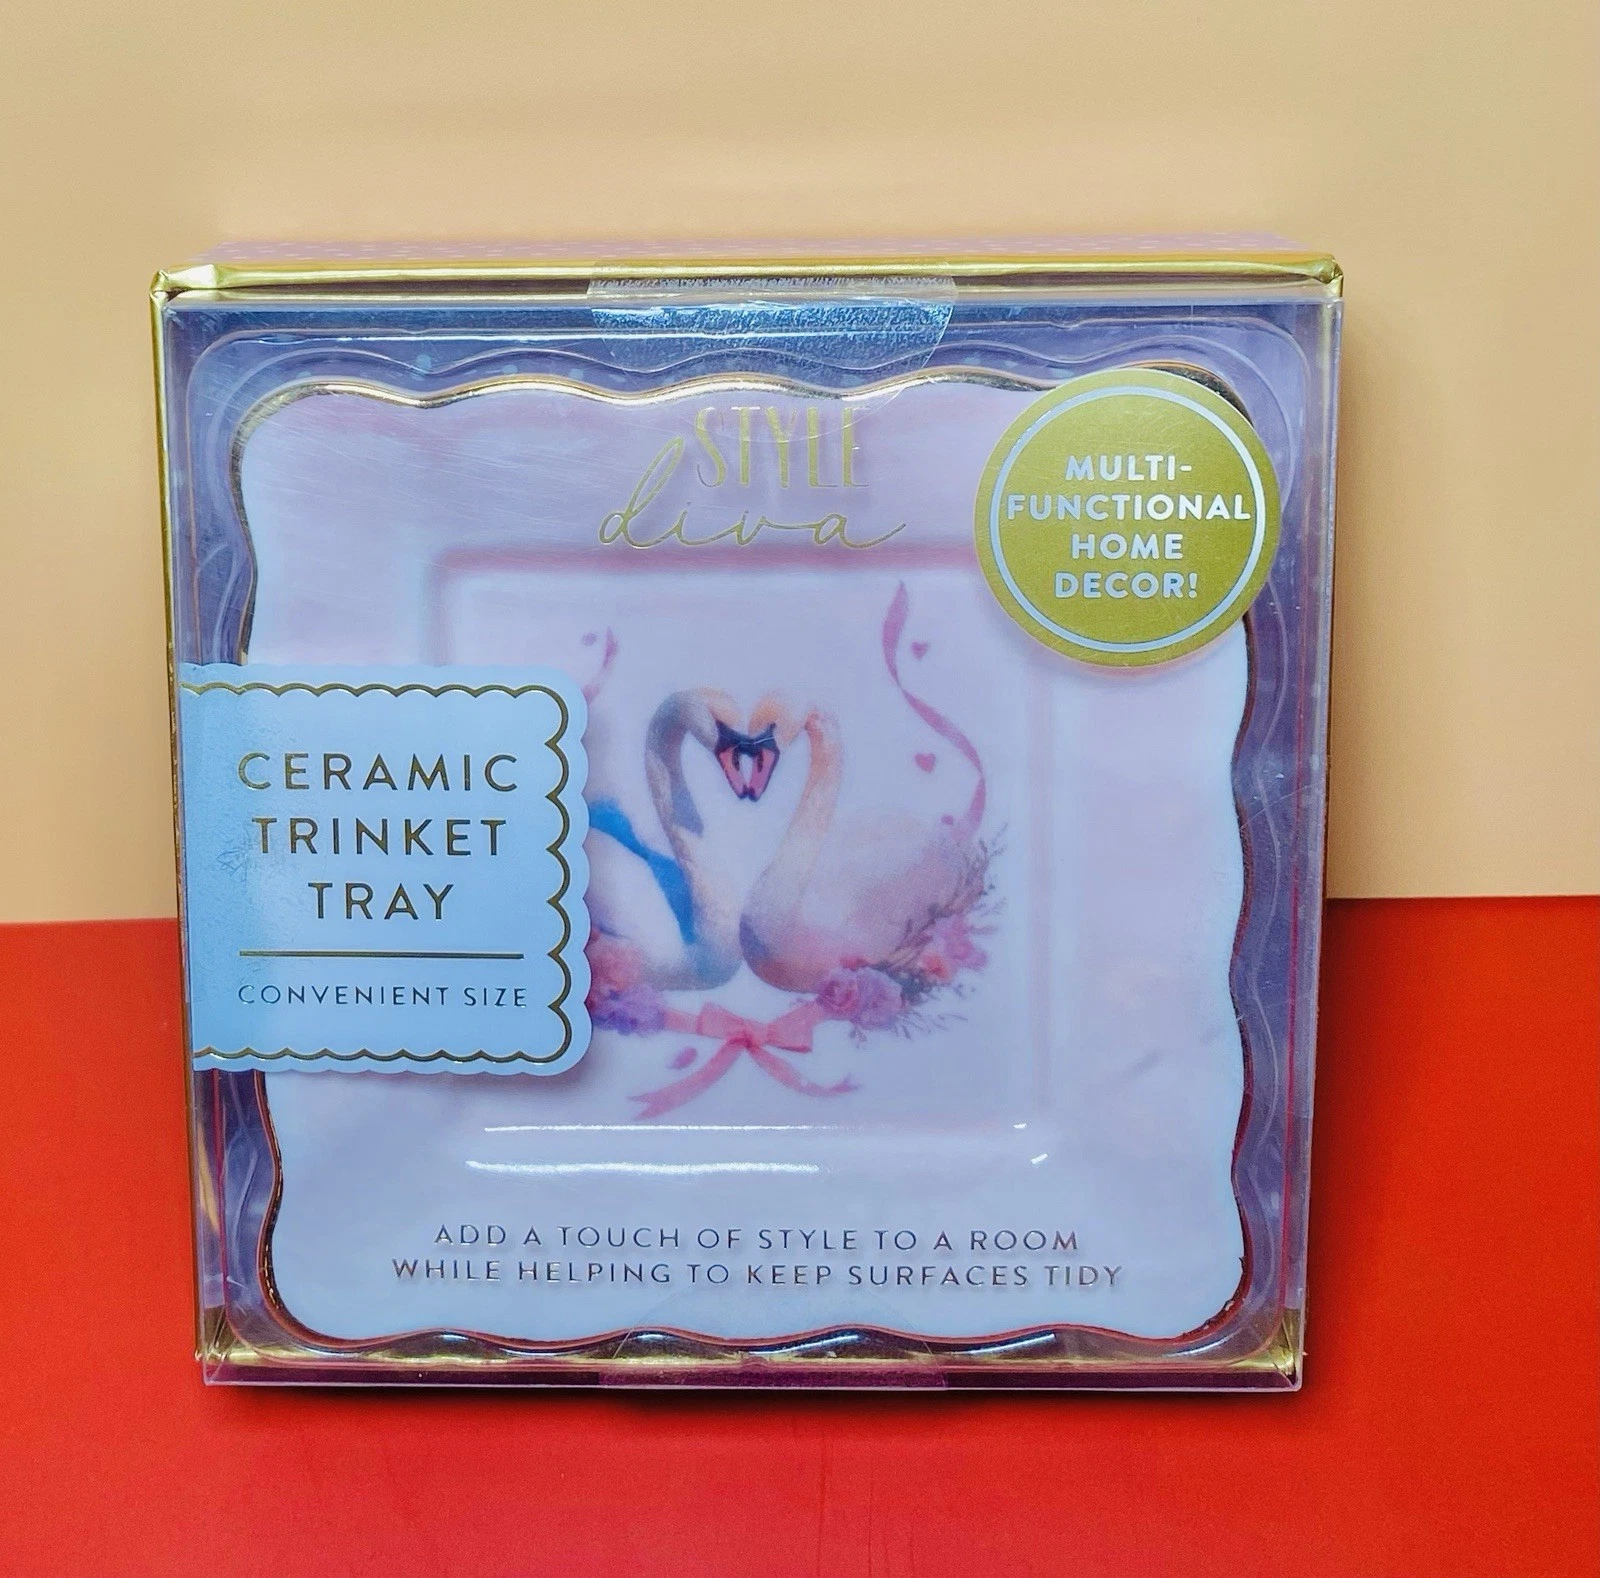 STYLE
diva
MULTI-
FUNCTIONAL
HOME
DECOR!
CERAMIC
TRINKET
TRAY
CONVENIENT SIZE
ADD A TOUCH OF STYLE TO A ROOM
WHILE HELPING TO KEEP SURFACES TIDY